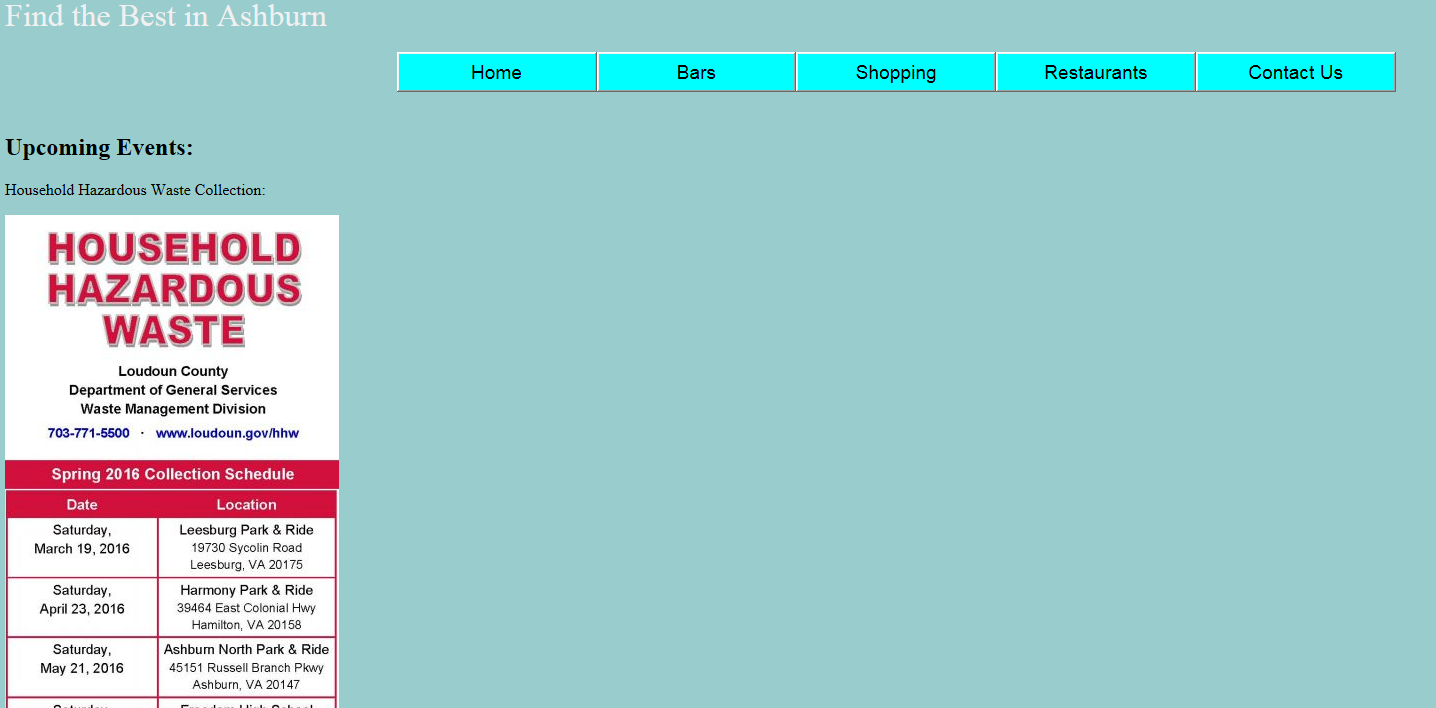 Find the Best in Ashburn
Home Bars Shopping Restaurants Contact Us
Upcoming Events:
Household Hazardous Waste Collection:
HOUSEHOLD
HAZARDOUS
WASTE
Loudoun County
Department of General Services
Waste Management Division
703-771-5500 · www.loudoun.gov/hhw
Spring 2016 Collection Schedule
Date Location
Saturday, Leesburg Park & Ride
March 19, 2016 19730 Sycolin Road
Leesburg, VA 20175
Saturday, Harmony Park & Ride
April 23, 2016 39464 East Colonial Hwy
Hamilton, VA 20158
Saturday, Ashburn North Park & Ride
May 21, 2016 45151 Russell Branch Pkwy
Ashburn, VA 20147